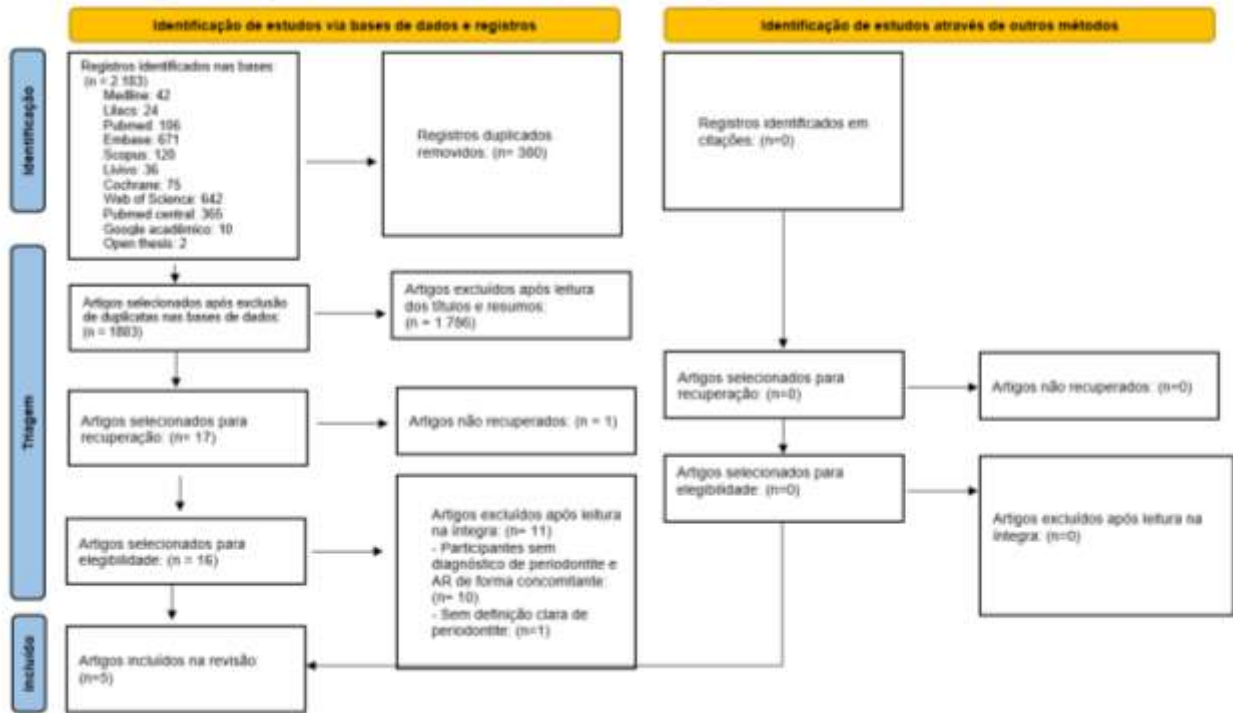 Identificação de estudos via bases de dados e registros
Identificação de estudos através de outros métodos
Identificação
Registros identificados nas bases
(n = 2.183)
Medline: 42
Lilacs: 24
Pubmed: 196
Embase: 671
Scopus: 120
Livivo: 36
Cochrane: 75
Web of Science: 642
Pubmed central: 365
Google acadêmico: 10
Open thesis: 2
Registros duplicados
removidos: (n= 380)
Registros identificados em
citações: (n=0)
Triagem
Artigos selecionados após exclusão
de duplicatas nas bases de dados:
(n = 1803)
Artigos excluídos após leitura
dos títulos e resumos:
(n = 1.786)
Artigos selecionados para
recuperação: (n= 17)
Artigos não recuperados: (n = 1)
Artigos selecionados para
recuperação: (n=0)
Artigos não recuperados: (n=0)
Artigos selecionados para
elegibilidade: (n = 16)
Artigos excluídos após leitura
na íntegra: (n= 11)
- Participantes sem
diagnóstico de periodontite e
AR de forma concomitante:
(n= 10)
- Sem definição clara de
periodontite: (n=1)
Artigos selecionados para
elegibilidade: (n=0)
Artigos excluídos após leitura na
íntegra: (n=0)
Incluído
Artigos incluídos na revisão:
(n=5)